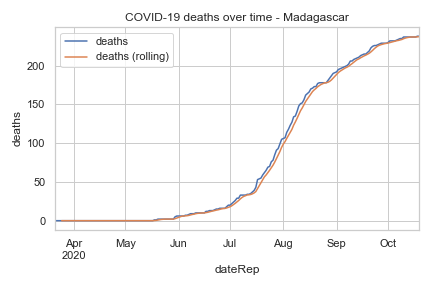 COVID-19 deaths over time - Madagascar
deaths
deaths (rolling)
deaths
200
150
100
50
0
Apr
2020
May
Jun
Jul
Aug
Sep
Oct
dateRep